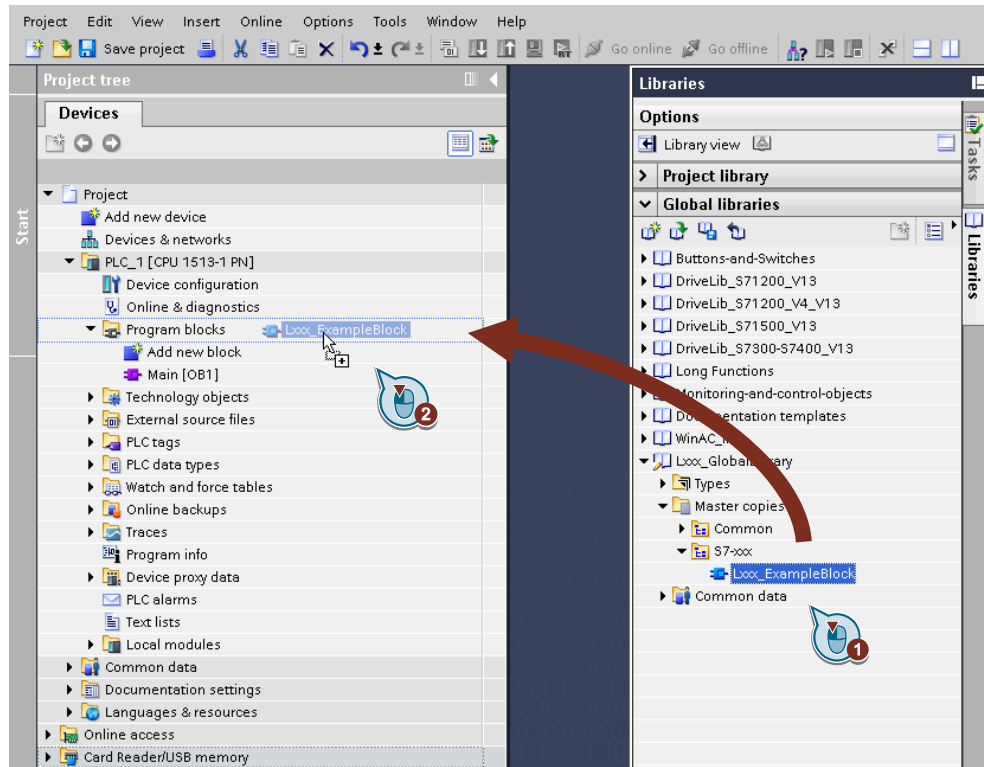 Project Edit View Insert Online Options Tools Window Help
Save project Go online Go offline
Project tree
Devices
Start
Project
Add new device
Devices & networks
PLC_1 [CPU 1513-1 PN]
Device configuration
Online & diagnostics
Program blocks Lxxx_ExampleBlock
Add new block
Main [OB1]
Technology objects
External source files
PLC tags
PLC data types
Watch and force tables
Online backups
Traces
Program info
Device proxy data
PLC alarms
Text lists
Local modules
Common data
Documentation settings
Languages & resources
Online access
Card Reader/USB memory
2
Libraries
Options
Library view
Project library
Global libraries
Buttons-and-Switches
DriveLib_S71200_V13
DriveLib_S71200_V4_V13
DriveLib_S71500_V13
DriveLib_S7300-S7400_V13
Long Functions
Monitoring-and-control-objects
Documentation templates
Lxxx_GlobalLibrary
Types
Master copies
Common
S7-xxx
Lxxx_ExampleBlock
Common data
1
Tasks
Libraries